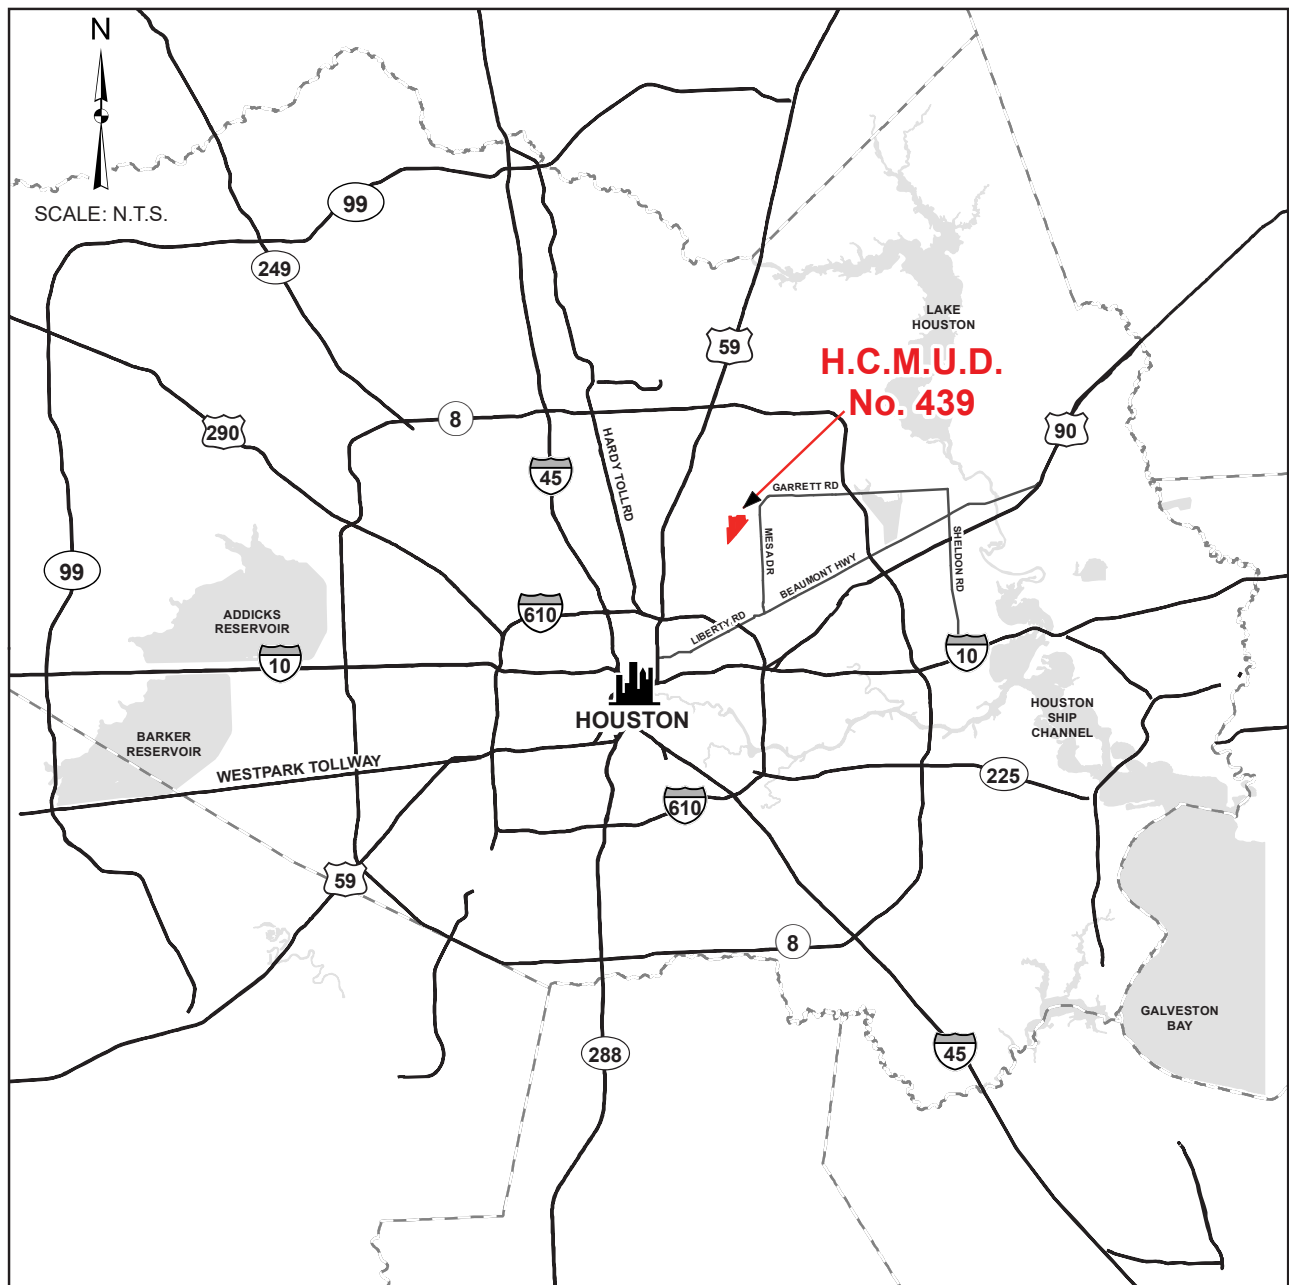 N
SCALE: N.T.S.
99
249
LAKE
HOUSTON
59
H.C.M.U.D.
No. 439
8
290
90
45
HARDY TOLL RD
GARRETT RD
MESA DR
SHELDON RD
BEAUMONT HWY
99
610
ADDICKS
RESERVOIR
LIBERTY RD
10
10
HOUSTON
HOUSTON
SHIP
CHANNEL
BARKER
RESERVOIR
WESTPARK TOLLWAY
225
610
59
8
GALVESTON
BAY
288
45